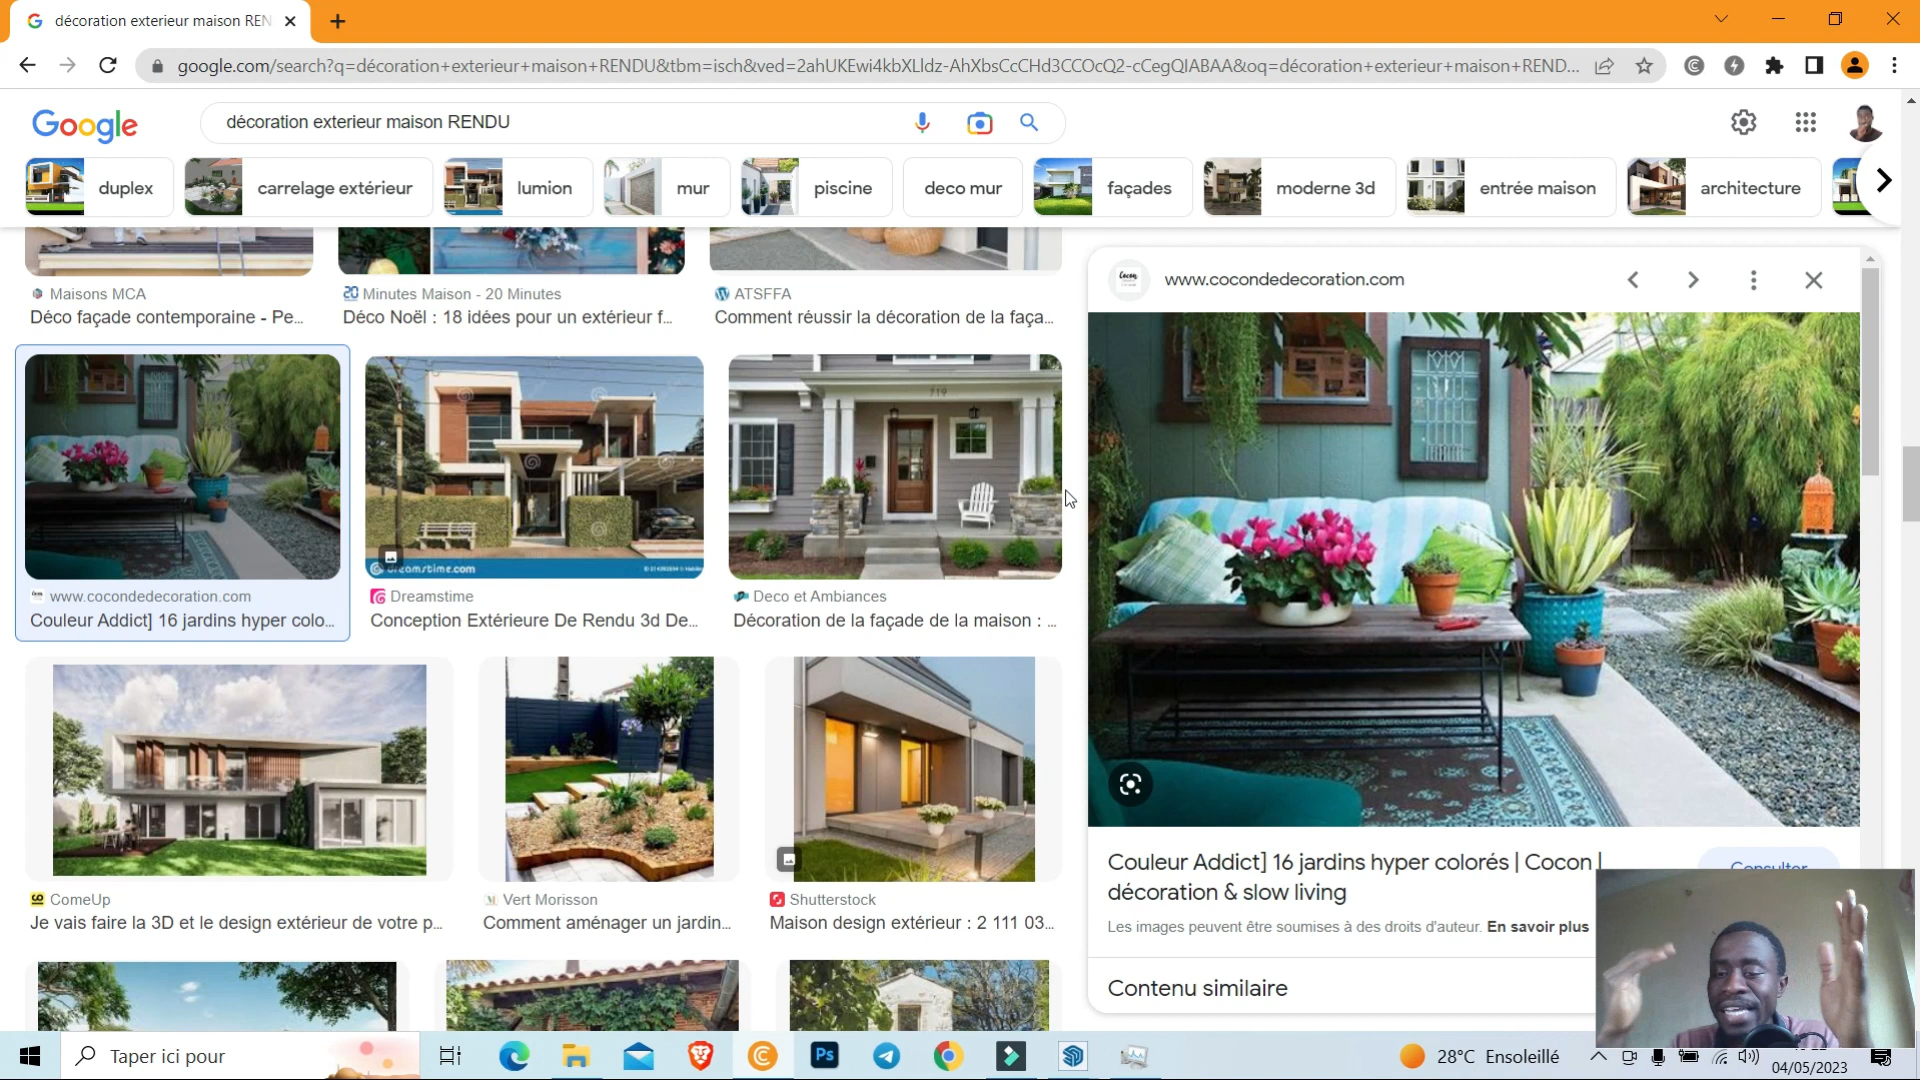 décoration exterieur maison REN
google.com/search?q=décoration+exterieur+maison+RENDU&tbm=isch&ved=2ahUKEwi4kbXLldz-AhXbsCcCHd3CCOcQ2-cCegQIABAA&oq=décoration+exterieur+maison+REND...
Google
décoration exterieur maison RENDU
duplex
carrelage extérieur
lumion
mur
piscine
deco mur
façades
moderne 3d
entrée maison
architecture
Maisons MCA
Déco façade contemporaine - Pe...
20 Minutes Maison - 20 Minutes
Déco Noël : 18 idées pour un extérieur f...
ATSFFA
Comment réussir la décoration de la faça...
www.cocondedecoration.com
www.cocondedecoration.com
Couleur Addict] 16 jardins hyper colo...
dreamstime.com
Dreamstime
Conception Extérieure De Rendu 3d De...
719
Deco et Ambiances
Décoration de la façade de la maison : ...
ComeUp
Je vais faire la 3D et le design extérieur de votre p...
Vert Morisson
Comment aménager un jardin...
Shutterstock
Maison design extérieur : 2 111 03...
Couleur Addict] 16 jardins hyper colorés | Cocon |
décoration & slow living
Consulter
Les images peuvent être soumises à des droits d'auteur. En savoir plus
Contenu similaire
Taper ici pour
Ps
28°C Ensoleillé
04/05/2023